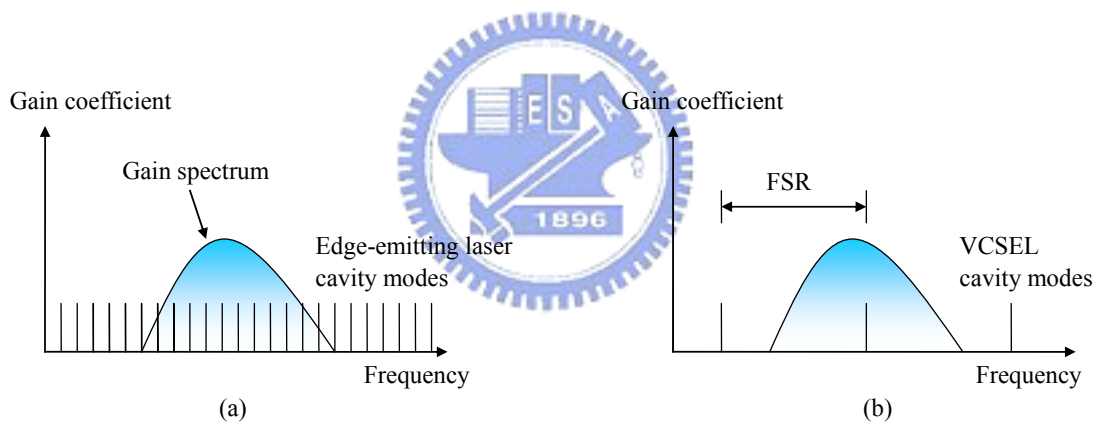 Gain coefficient
Gain spectrum
Edge-emitting laser
cavity modes
Frequency
(a)
E S A
1896
Gain coefficient
FSR
VCSEL
cavity modes
Frequency
(b)